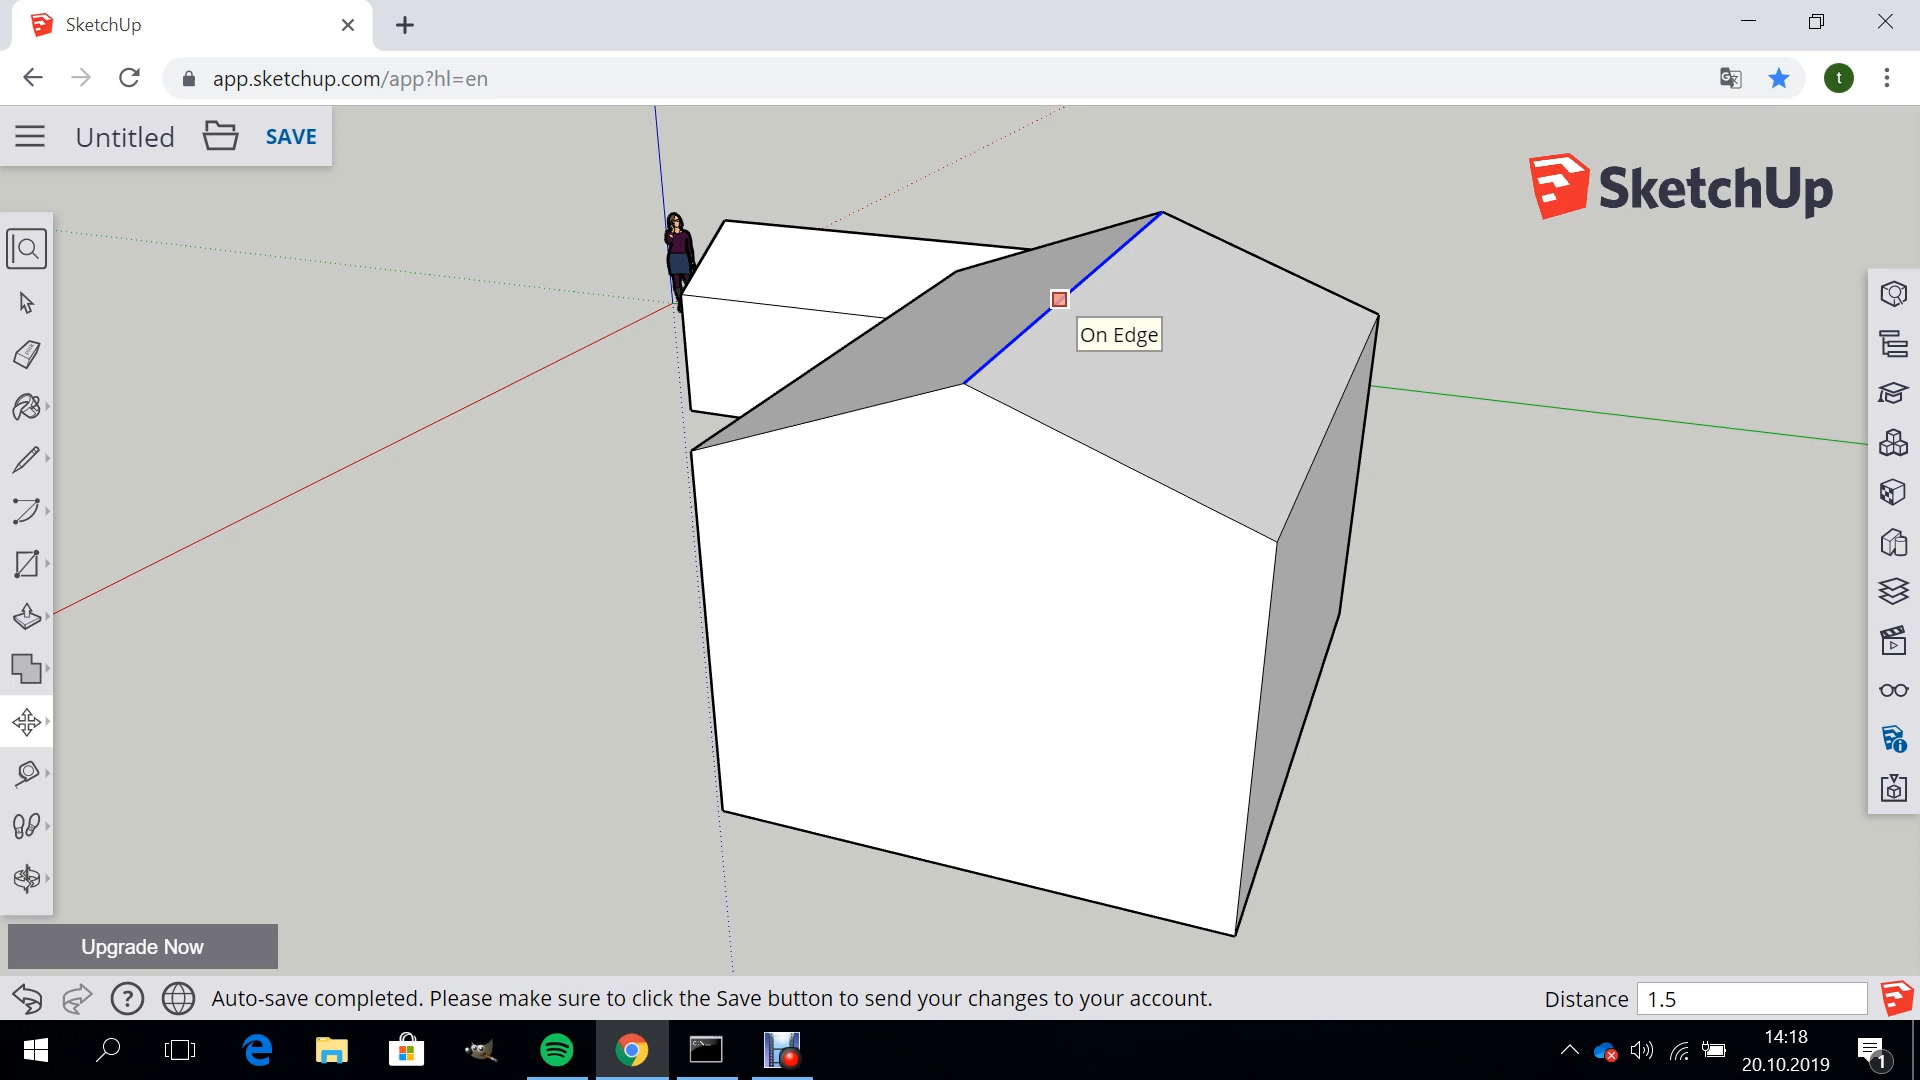 SketchUp
app.sketchup.com/app?hl=en
t
Untitled
SAVE
SketchUp
On Edge
Upgrade Now
Auto-save completed. Please make sure to click the Save button to send your changes to your account.
Distance 1.5
14:18
20.10.2019
1